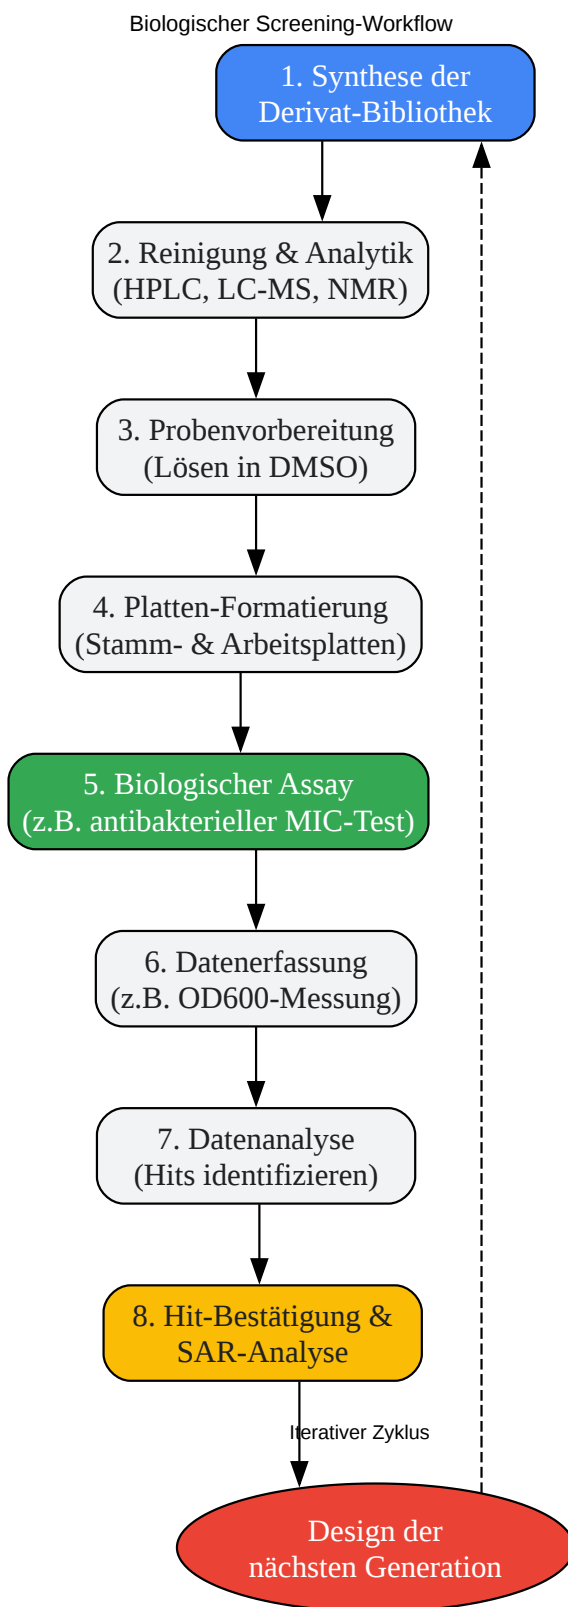 Biologischer Screening-Workflow
1. Synthese der
Derivat-Bibliothek
2. Reinigung & Analytik
(HPLC, LC-MS, NMR)
3. Probenvorbereitung
(Lösen in DMSO)
4. Platten-Formatierung
(Stamm- & Arbeitsplatten)
5. Biologischer Assay
(z.B. antibakterieller MIC-Test)
6. Datenerfassung
(z.B. OD600-Messung)
7. Datenanalyse
(Hits identifizieren)
8. Hit-Bestätigung &
SAR-Analyse
Iterativer Zyklus
Design der
nächsten Generation